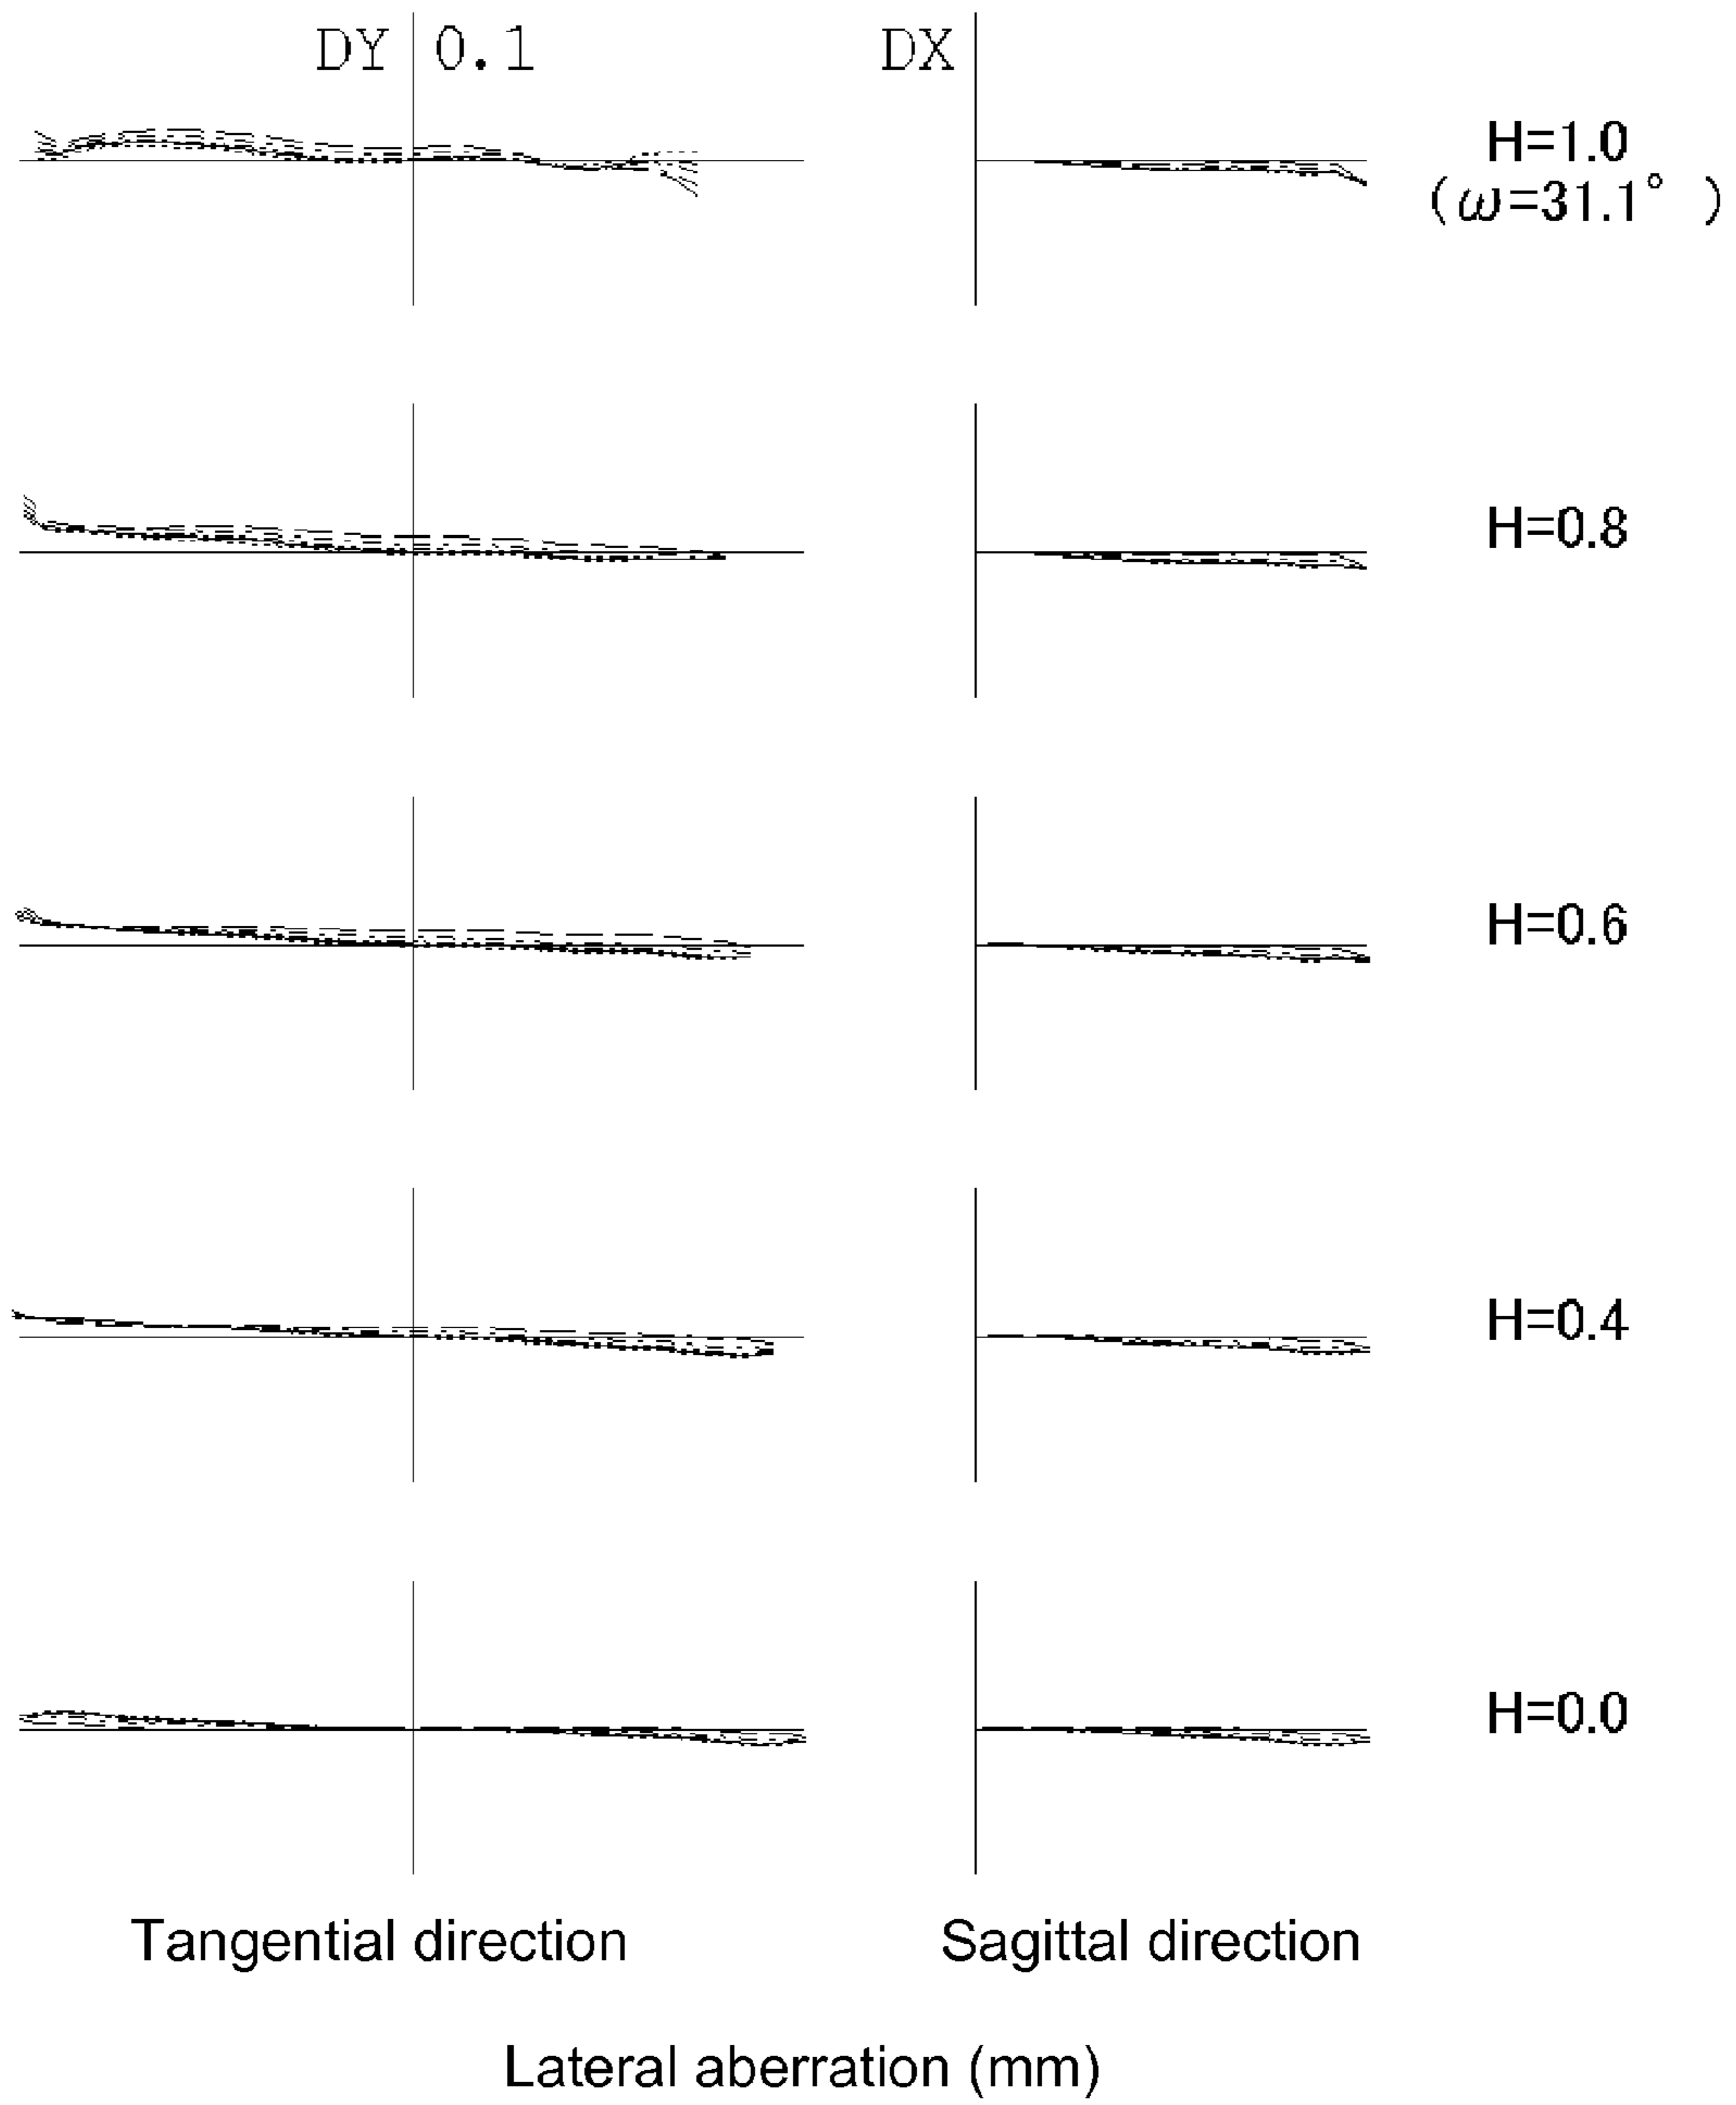 DY 0.1 DX
H=1.0
(ω=31.1° )
H=0.8
H=0.6
H=0.4
H=0.0
Tangential direction Sagittal direction
Lateral aberration (mm)